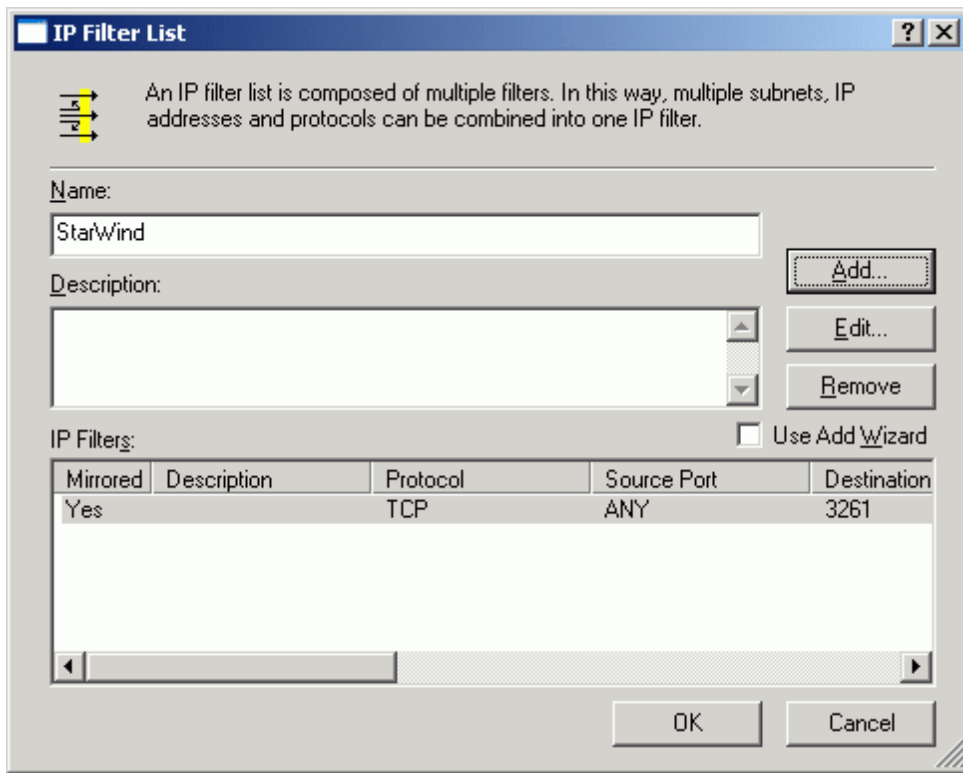 IP Filter List
An IP filter list is composed of multiple filters. In this way, multiple subnets, IP
addresses and protocols can be combined into one IP filter.
Name:
StarWind
Add...
Description:
Edit...
Remove
IP Filters:
Use Add Wizard
Mirrored Description Protocol Source Port Destination
Yes TCP ANY 3261
OK Cancel